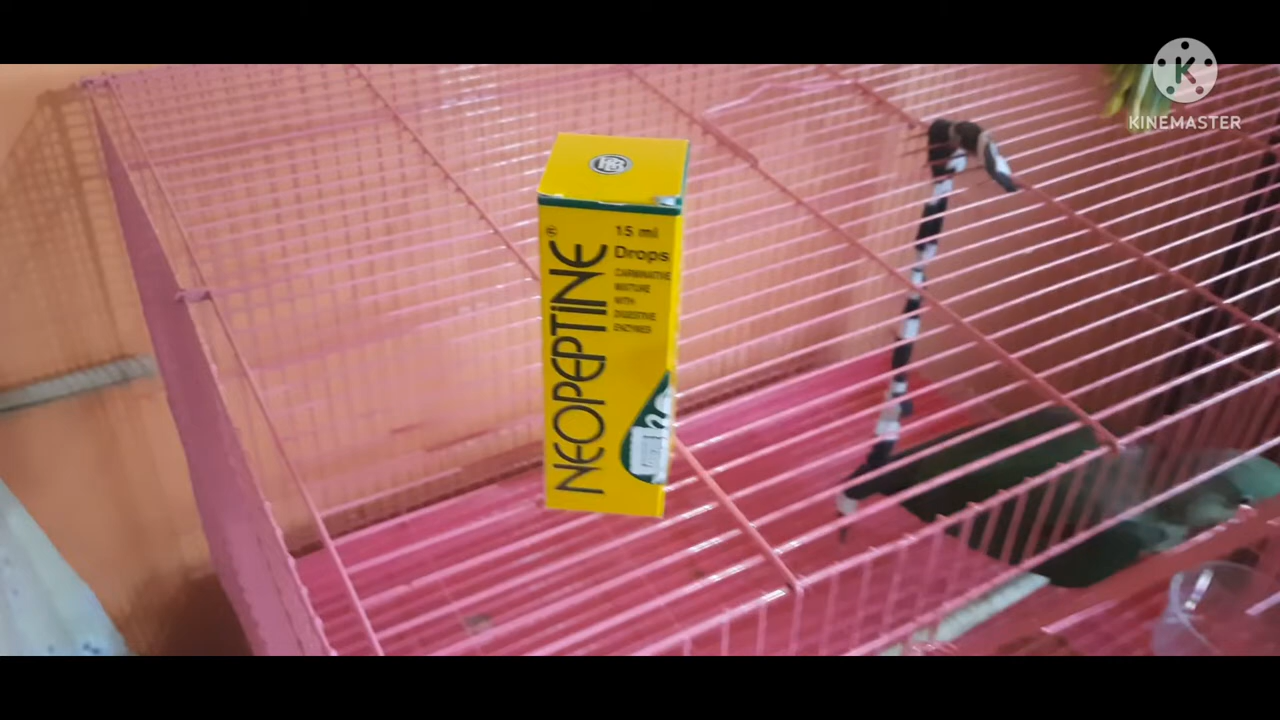 KINEMASTER
NEOPEPTINE
15 ml
Drops
CARMINATIVE
MIXTURE
WITH
DIGESTIVE
ENZYMES